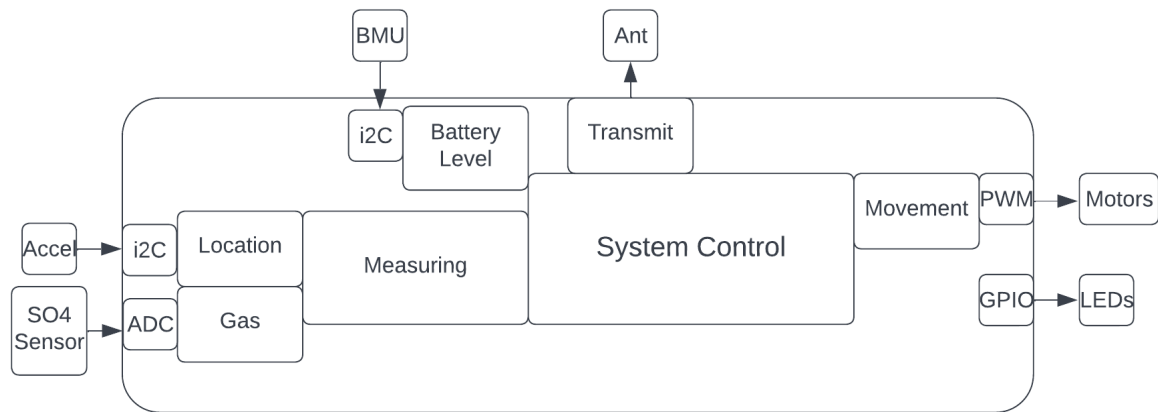 BMU
Ant
i2C
Battery
Level
Transmit
Accel
i2C
Location
Measuring
System Control
Movement
PWM
Motors
SO4
Sensor
ADC
Gas
GPIO
LEDs